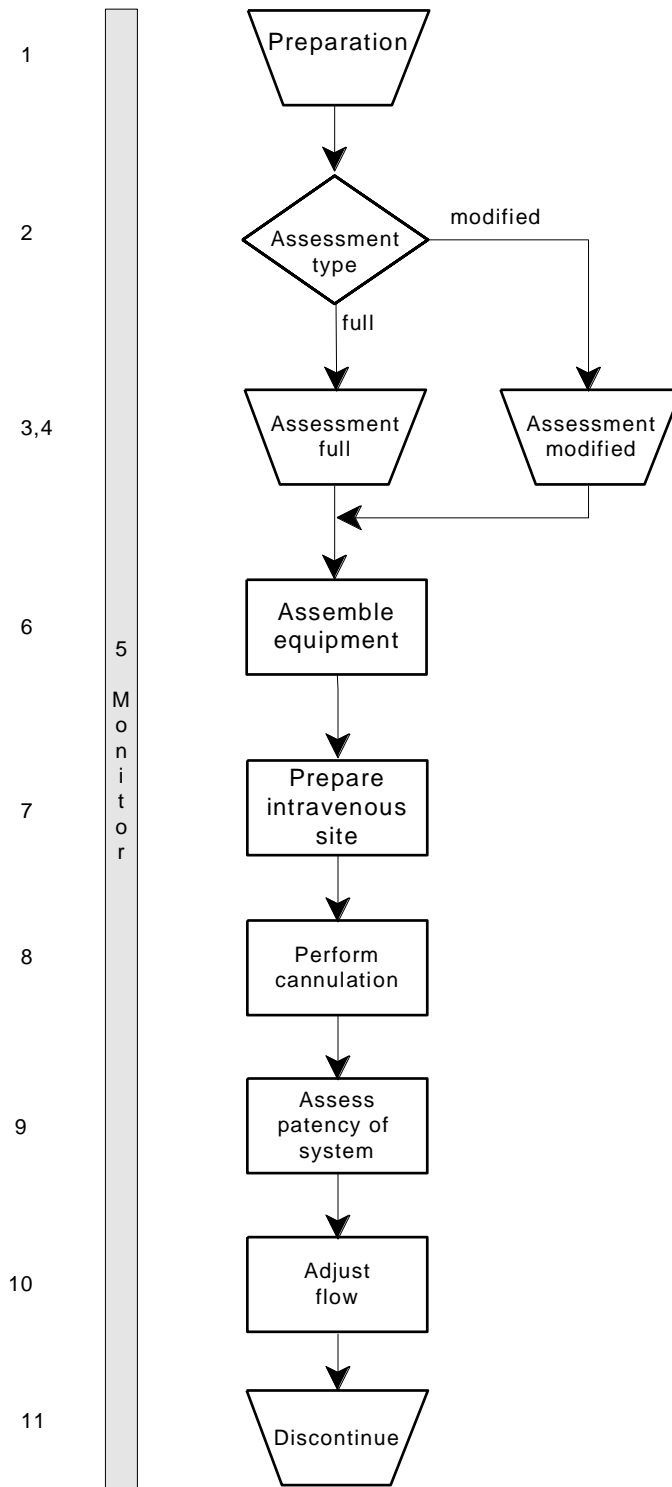 1
Preparation
2
Assessment
type
modified
full
3,4
Assessment
full
Assessment
modified
6
Assemble
equipment
5
M
o
n
i
t
o
r
7
Prepare
intravenous
site
8
Perform
cannulation
9
Assess
patency of
system
10
Adjust
flow
11
Discontinue